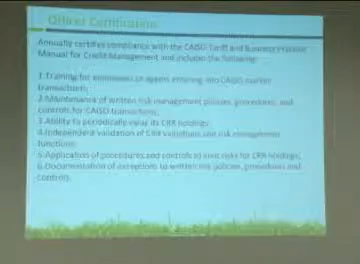 Officer Certification
Annually certifies compliance with the CAISO Tariff and Business Practice
Manual for Credit Management and includes the following:
1.Training for employees or agents entering into CAISO market
transactions;
2.Maintenance of written risk management policies, procedures, and
controls for CAISO transactions;
3.Ability to periodically value its CRR holdings;
4.Independent validation of CRR valuations and risk management
functions;
5.Application of procedures and controls to limit risks for CRR holdings;
6.Documentation of exceptions to written risk policies, procedures and
controls.